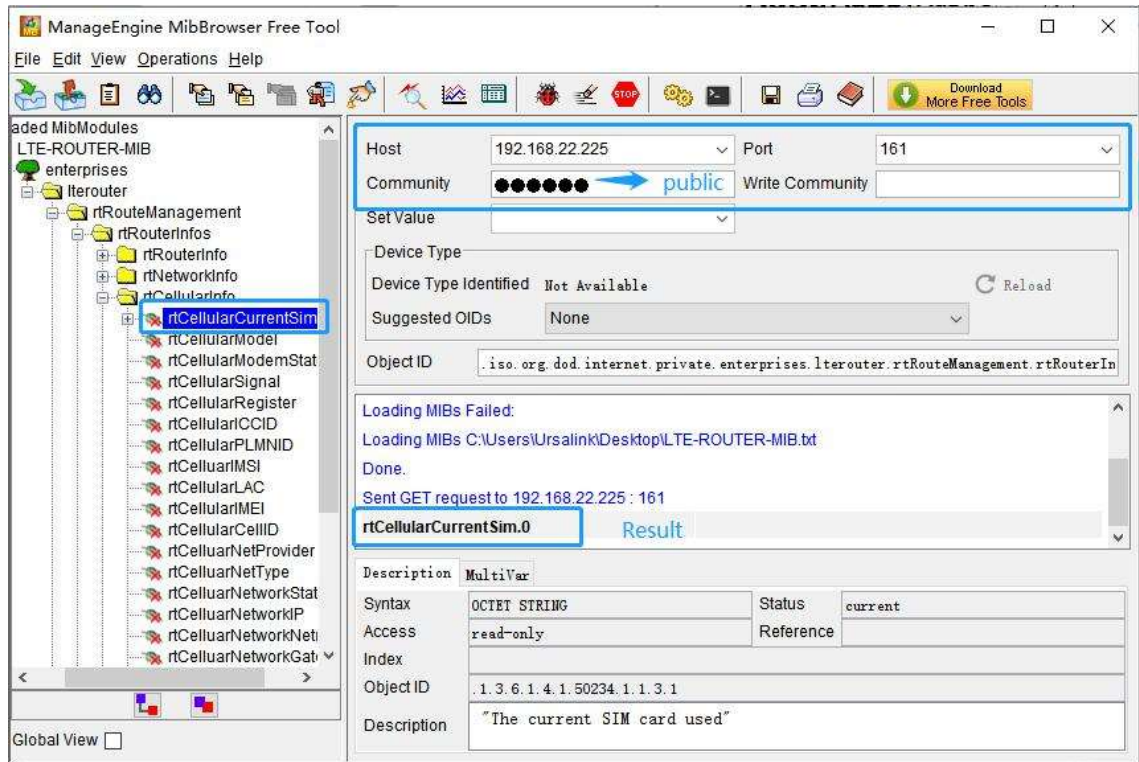 ManageEngine MibBrowser Free Tool
File Edit View Operations Help
STOP
Download
More Free Tools
aded MibModules
LTE-ROUTER-MIB
enterprises
lterouter
rtRouteManagement
rtRouterInfos
rtRouterInfo
rtNetworkInfo
rtCellularInfo
rtCellularCurrentSim
rtCellularModel
rtCellularModemStat
rtCellularSignal
rtCellularRegister
rtCellularICCID
rtCellularPLMNID
rtCelluarIMSI
rtCellularLAC
rtCellularIMEI
rtCellularCellID
rtCelluarNetProvider
rtCelluarNetType
rtCelluarNetworkStat
rtCelluarNetworkIP
rtCelluarNetworkNet
rtCelluarNetworkGat
Global View
Host 192.168.22.225 Port 161
Community ●●●●●● public Write Community
Set Value
Device Type
Device Type Identified Not Available Reload
Suggested OIDs None
Object ID .iso.org.dod.internet.private.enterprises.lterouter.rtRouteManagement.rtRouterIn
Loading MIBs Failed:
Loading MIBs C:\Users\Ursalink\Desktop\LTE-ROUTER-MIB.txt
Done.
Sent GET request to 192.168.22.225 : 161
rtCellularCurrentSim.0 Result
Description MultiVar
Syntax OCTET STRING Status current
Access read-only Reference
Index
Object ID .1.3.6.1.4.1.50234.1.1.3.1
Description "The current SIM card used"